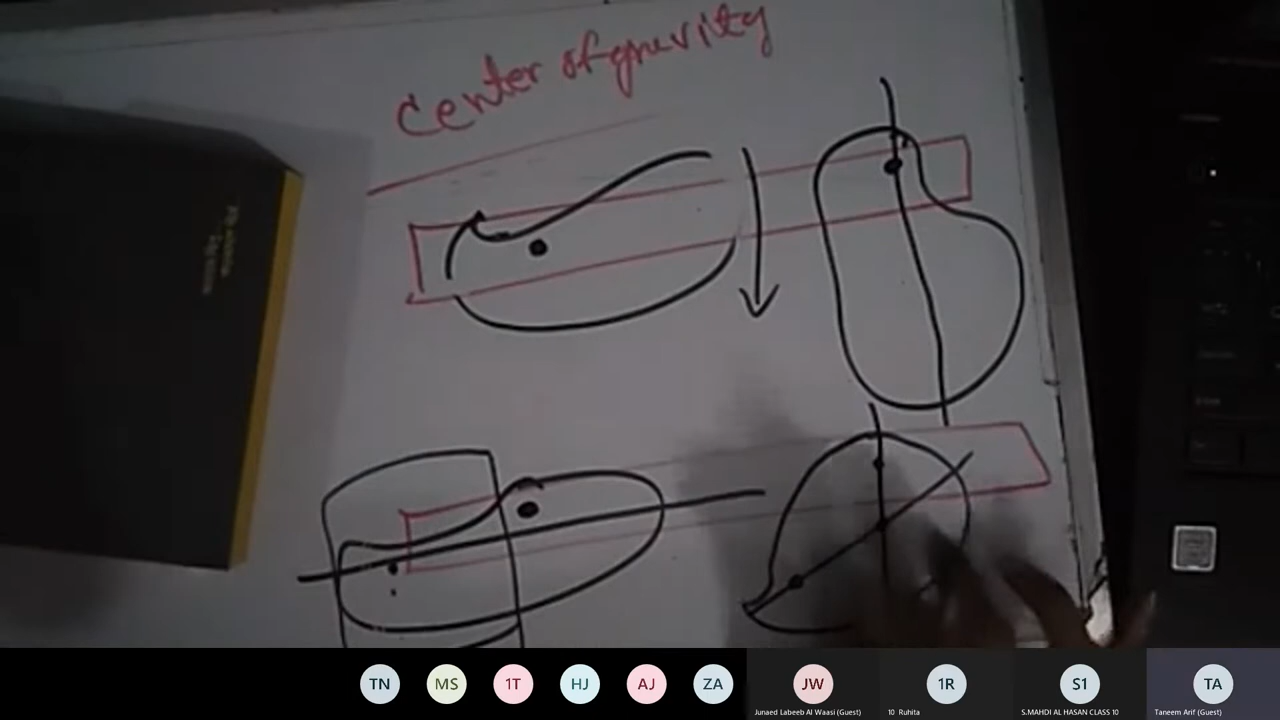 Center of gravity
TN
MS
1T
HJ
AJ
ZA
JW
1R
S1
TA
Junaed Labeeb Al Waasi (Guest)
10 Ruhita
S.MAHDI AL HASAN CLASS 10
Taneem Arif (Guest)